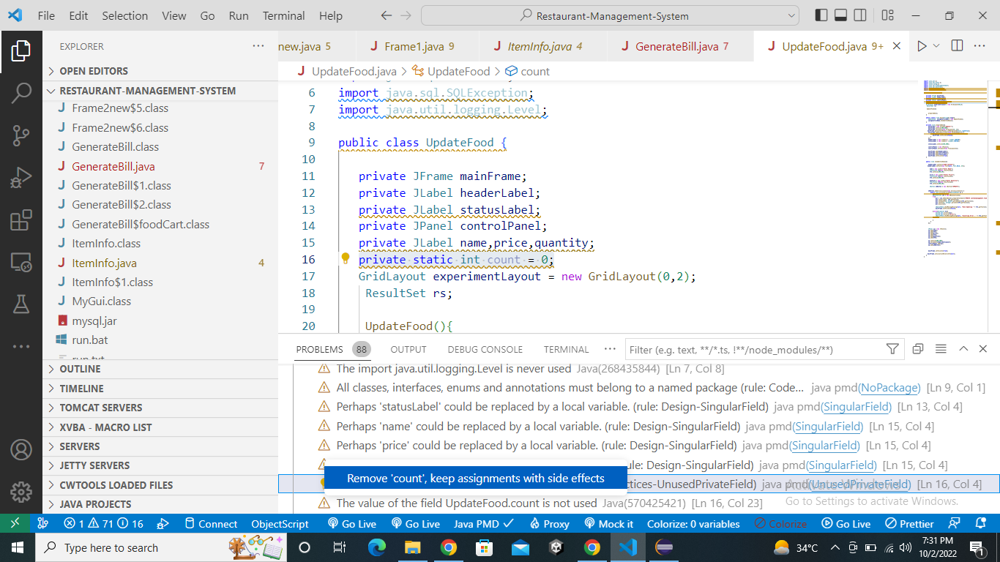 File Edit Selection View Go Run Terminal Help
Restaurant-Management-System
EXPLORER
new.java 5
Frame1.java 9
ItemInfo.java 4
GenerateBill.java 7
UpdateFood.java 9+
OPEN EDITORS
UpdateFood.java > UpdateFood > count
RESTAURANT-MANAGEMENT-SYSTEM
Frame2new$5.class
Frame2new$6.class
GenerateBill.class
GenerateBill.java 7
GenerateBill$1.class
GenerateBill$2.class
GenerateBill$foodCart.class
ItemInfo.class
ItemInfo.java 4
ItemInfo$1.class
MyGui.class
mysql.jar
run.bat
run.txt
OUTLINE
TIMELINE
TOMCAT SERVERS
XVBA - MACRO LIST
SERVERS
JETTY SERVERS
CWTOOLS LOADED FILES
JAVA PROJECTS
6 import java.sql.SQLException;
7 import java.util.logging.Level;
8
9 public class UpdateFood {
10
11 private JFrame mainFrame;
12 private JLabel headerLabel;
13 private JLabel statusLabel;
14 private JPanel controlPanel;
15 private JLabel name,price,quantity;
16 private static int count = 0;
17 GridLayout experimentLayout = new GridLayout(0,2);
18 ResultSet rs;
19
20 UpdateFood(){
PROBLEMS 88 OUTPUT DEBUG CONSOLE TERMINAL Filter (e.g. text, **/*.ts, !**/node_modules/**)
The import java.util.logging.Level is never used Java(268435844) [Ln 7, Col 8]
All classes, interfaces, enums and annotations must belong to a named package (rule: Code... java pmd(NoPackage) [Ln 9, Col 1]
Perhaps 'statusLabel' could be replaced by a local variable. (rule: Design-SingularField) java pmd(SingularField) [Ln 13, Col 4]
Perhaps 'name' could be replaced by a local variable. (rule: Design-SingularField) java pmd(SingularField) [Ln 15, Col 4]
Perhaps 'price' could be replaced by a local variable. (rule: Design-SingularField) java pmd(SingularField) [Ln 15, Col 4]
ule: Design-SingularField) java pmd(SingularField) [Ln 15, Col 4]
Remove 'count', keep assignments with side effects
ctices-UnusedPrivateField) java pmd(UnusedPrivateField) [Ln 16, Col 4]
The value of the field UpdateFood.count is not used Java(570425421) [Ln 16, Col 23]
Activate Windows
Go to Settings to activate Windows.
1 71 16 Connect ObjectScript Go Live Go Live Java PMD Proxy Mock it Colorize: 0 variables Colorize Go Live Prettier
Type here to search
34°C
7:31 PM
10/2/2022
1